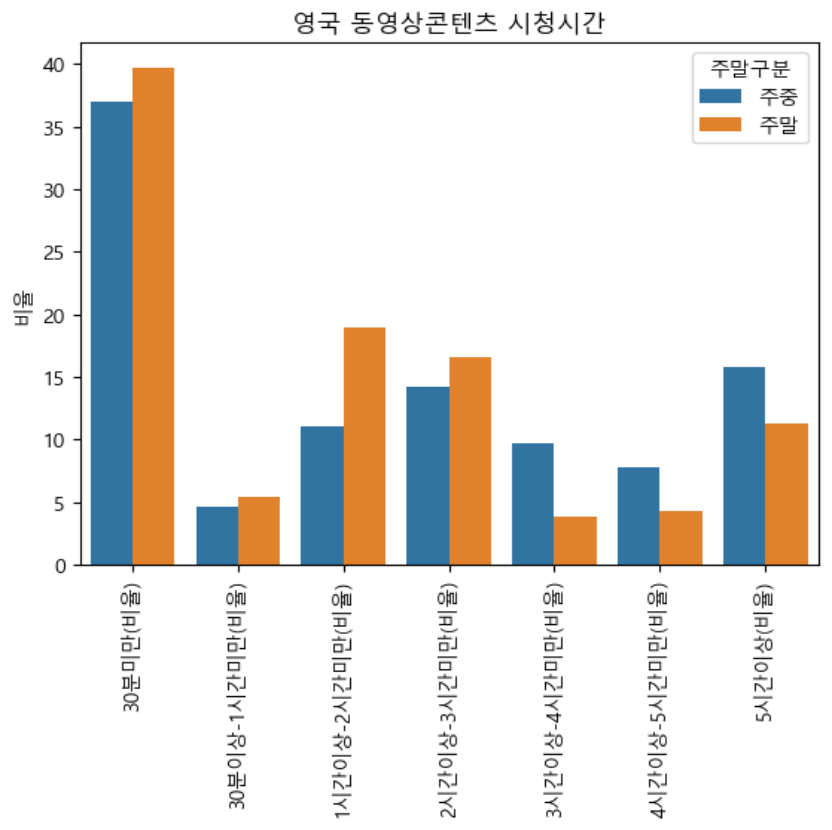 영국 동영상콘텐츠 시청시간
주말구분
주중
주말
비율
40
35
30
25
20
15
10
5
0
30분미만(비율)
30분이상-1시간미만(비율)
1시간이상-2시간미만(비율)
2시간이상-3시간미만(비율)
3시간이상-4시간미만(비율)
4시간이상-5시간미만(비율)
5시간이상(비율)